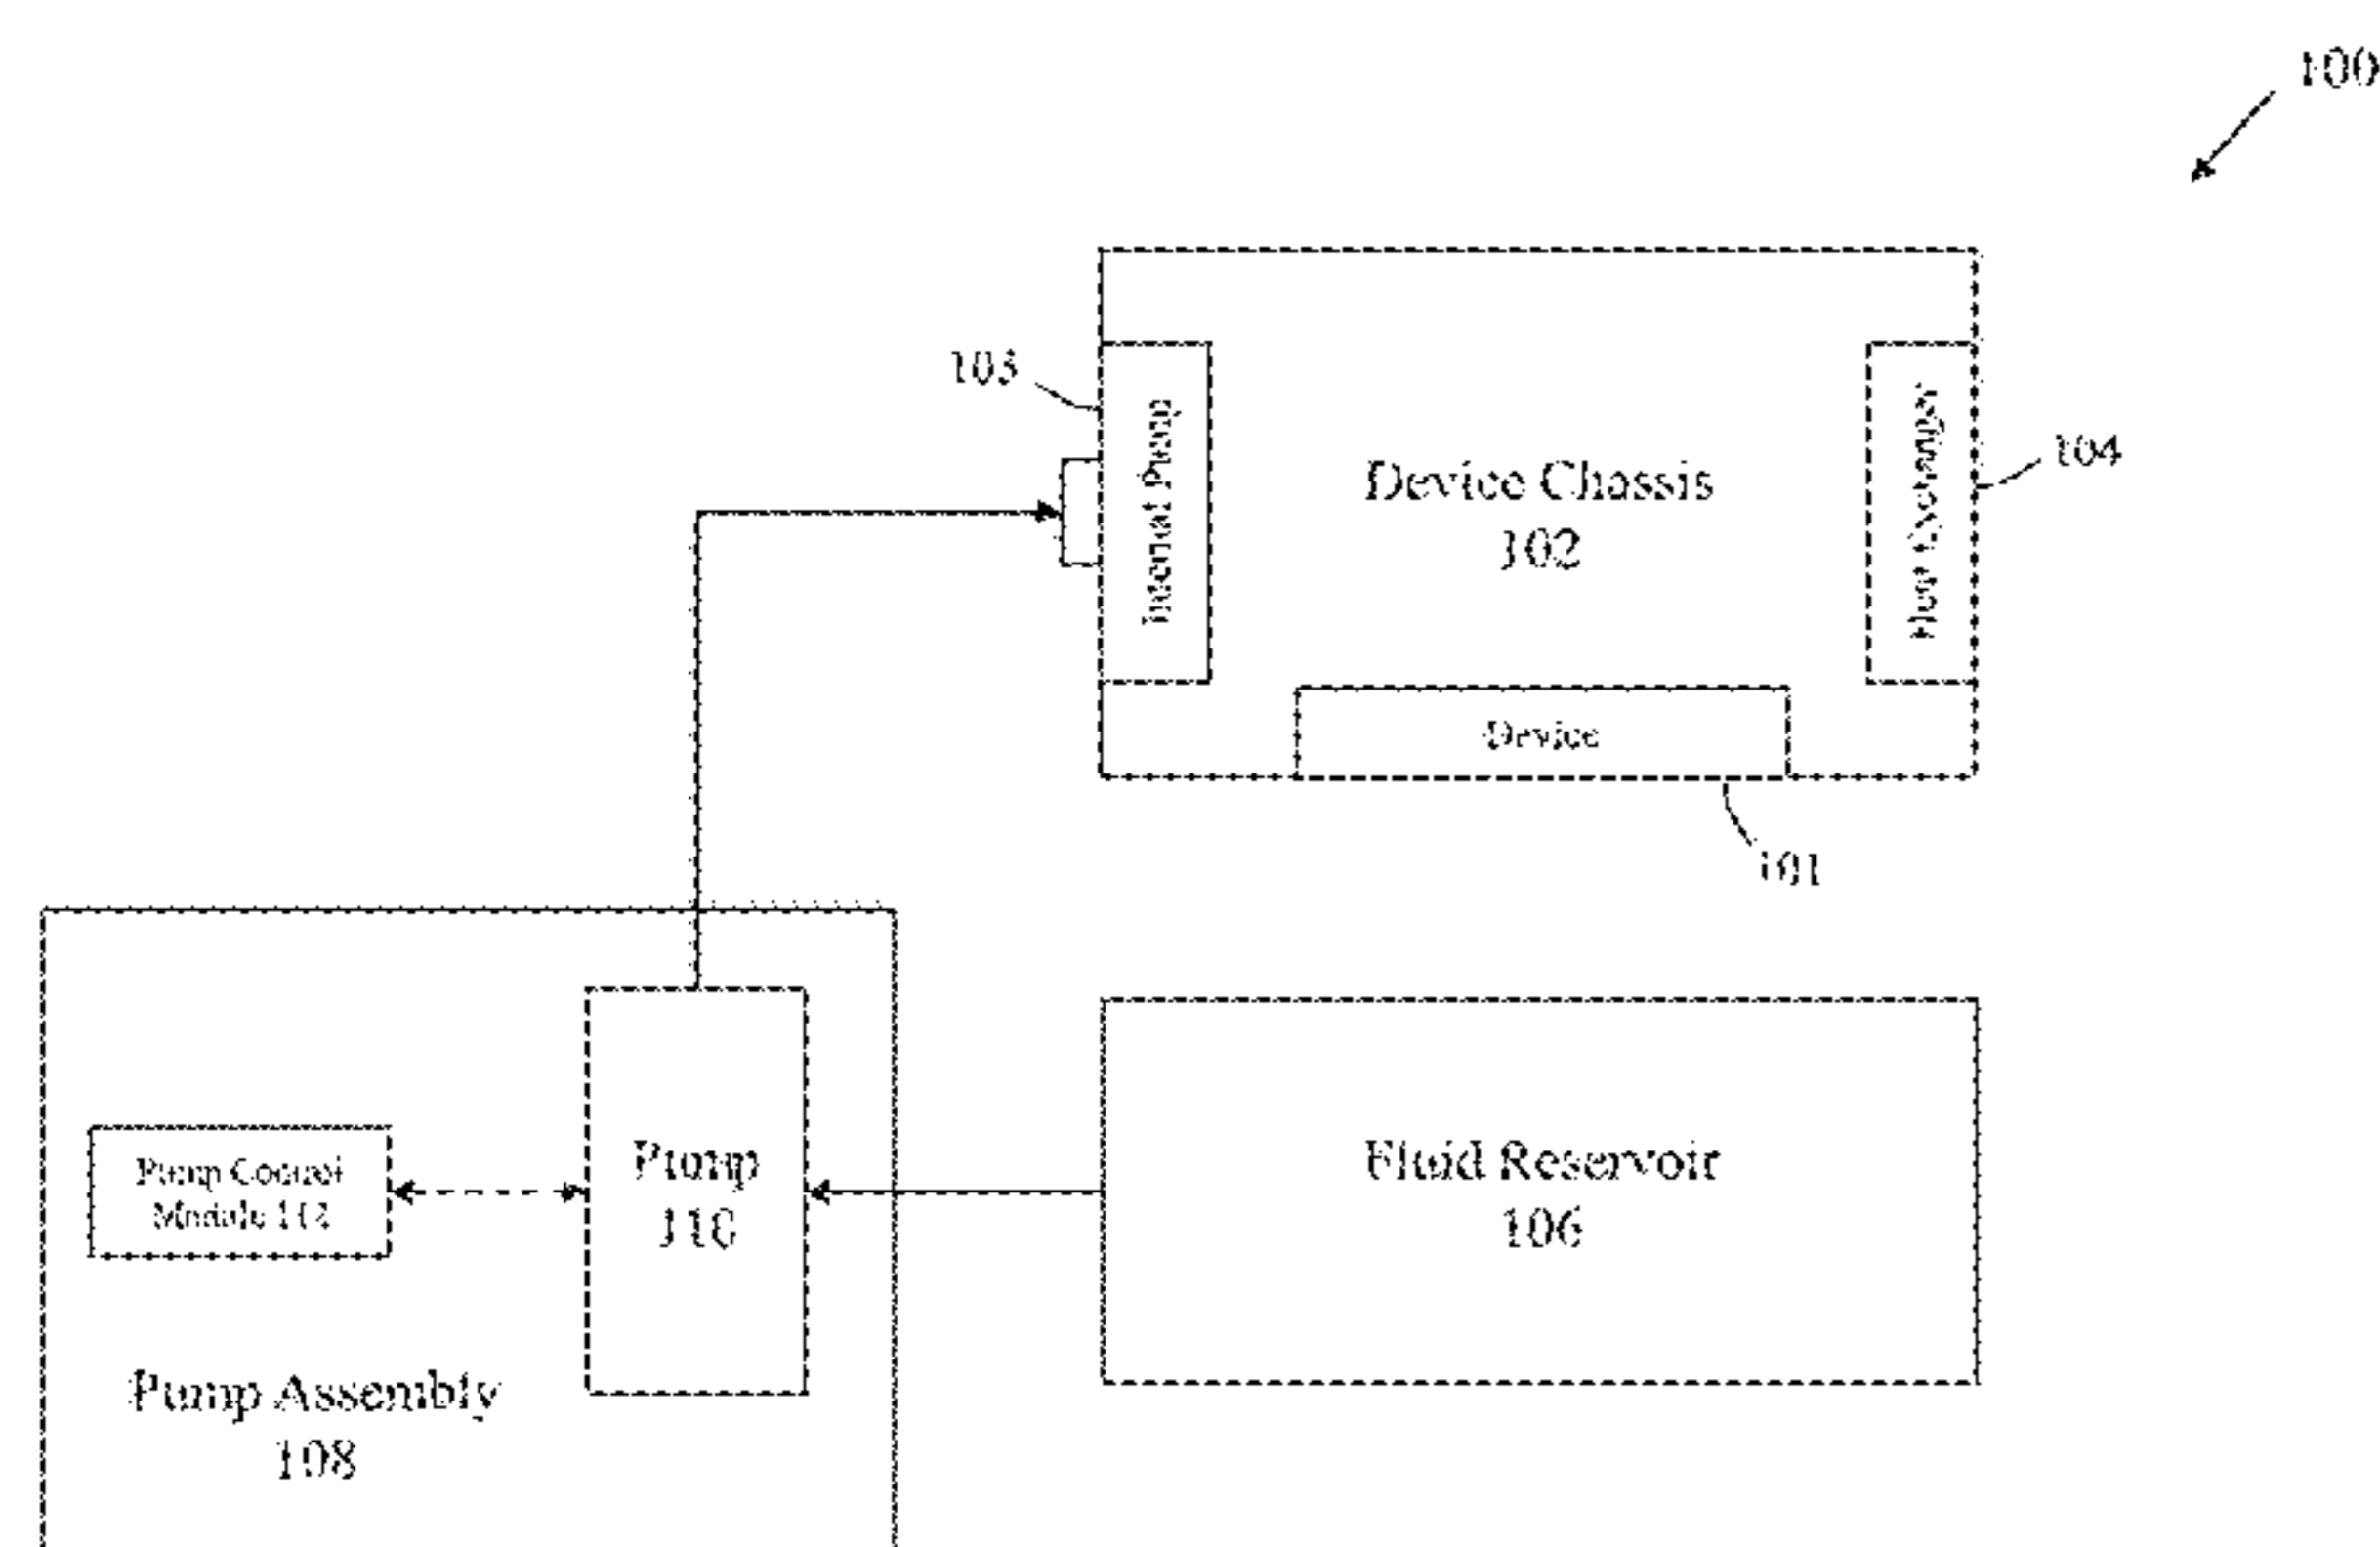 100
103
Internal Pump
Device Chassis
102
Heat Exchanger
104
Device
101
Pump Control
Module 112
Pump
110
Fluid Reservoir
106
Pump Assembly
108